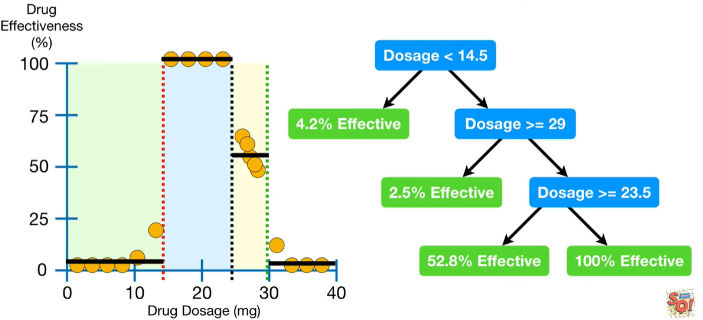 Drug
Effectiveness
(%)
100
75
50
25
0
0
10
20
30
40
Drug Dosage (mg)
Dosage < 14.5
4.2% Effective
Dosage >= 29
2.5% Effective
Dosage >= 23.5
52.8% Effective
100% Effective